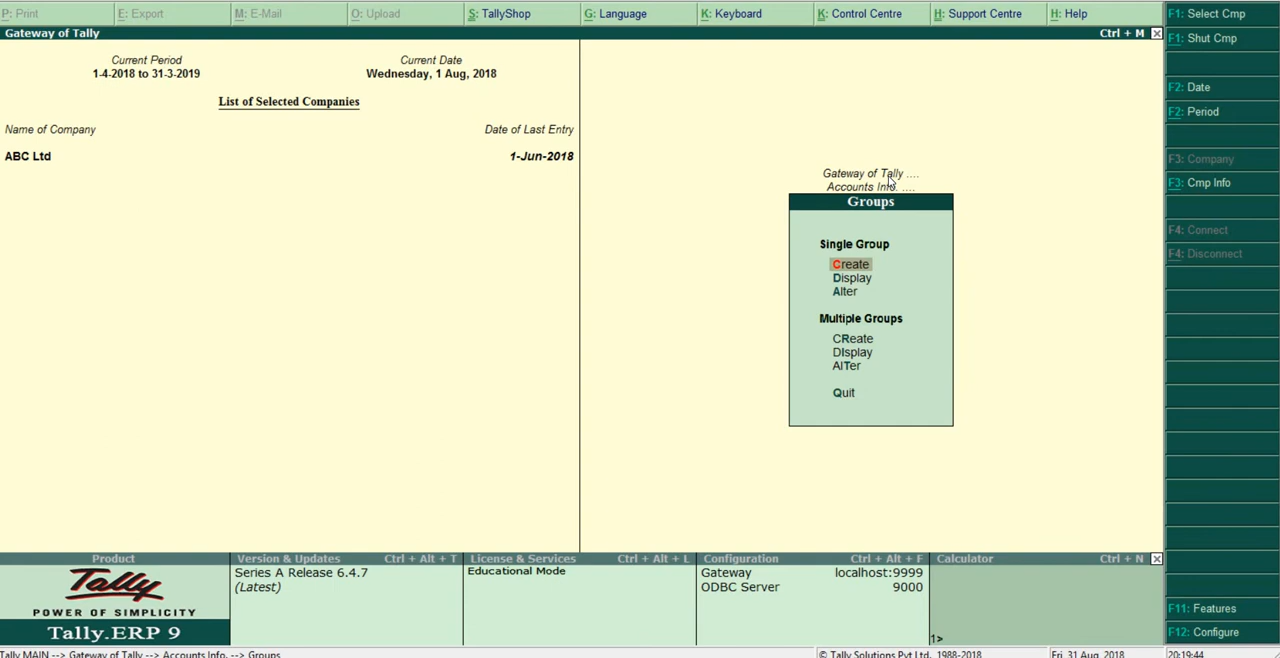 P: Print E: Export M: E-Mail O: Upload S: TallyShop G: Language K: Keyboard K: Control Centre H: Support Centre H: Help
Gateway of Tally Ctrl + M
Current Period Current Date
1-4-2018 to 31-3-2019 Wednesday, 1 Aug, 2018
List of Selected Companies
Name of Company Date of Last Entry
ABC Ltd 1-Jun-2018
Gateway of Tally ....
Accounts Info. ....
Groups
Single Group
Create
Display
Alter
Multiple Groups
CReate
DIsplay
AlTer
Quit
F1: Select Cmp
F1: Shut Cmp
F2: Date
F2: Period
F3: Company
F3: Cmp Info
F4: Connect
F4: Disconnect
F11: Features
F12: Configure
Product
Tally
POWER OF SIMPLICITY
Tally.ERP 9
Version & Updates Ctrl + Alt + T
Series A Release 6.4.7
(Latest)
License & Services Ctrl + Alt + L
Educational Mode
Configuration Ctrl + Alt + F
Gateway localhost:9999
ODBC Server 9000
Calculator Ctrl + N
1>
Tally MAIN --> Gateway of Tally --> Accounts Info. --> Groups © Tally Solutions Pvt Ltd., 1988-2018 Fri, 31 Aug, 2018 20:19:44